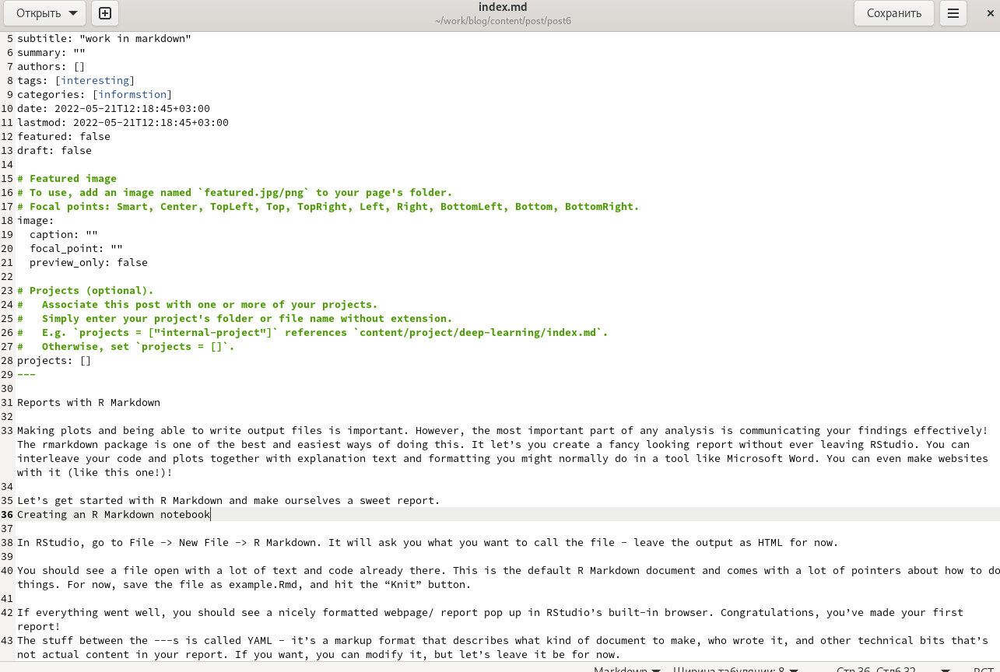 Открыть
index.md
~/work/blog/content/post/post6
Сохранить
5 subtitle: "work in markdown"
6 summary: ""
7 authors: []
8 tags: [interesting]
9 categories: [informstion]
10 date: 2022-05-21T12:18:45+03:00
11 lastmod: 2022-05-21T12:18:45+03:00
12 featured: false
13 draft: false
14
15 # Featured image
16 # To use, add an image named `featured.jpg/png` to your page's folder.
17 # Focal points: Smart, Center, TopLeft, Top, TopRight, Left, Right, BottomLeft, Bottom, BottomRight.
18 image:
19   caption: ""
20   focal_point: ""
21   preview_only: false
22
23 # Projects (optional).
24 #   Associate this post with one or more of your projects.
25 #   Simply enter your project's folder or file name without extension.
26 #   E.g. `projects = ["internal-project"]` references `content/project/deep-learning/index.md`.
27 #   Otherwise, set `projects = []`.
28 projects: []
29 ---
30
31 Reports with R Markdown
32
33 Making plots and being able to write output files is important. However, the most important part of any analysis is communicating your findings effectively!
The rmarkdown package is one of the best and easiest ways of doing this. It let’s you create a fancy looking report without ever leaving RStudio. You can
interleave your code and plots together with explanation text and formatting you might normally do in a tool like Microsoft Word. You can even make websites
with it (like this one!)!
34
35 Let’s get started with R Markdown and make ourselves a sweet report.
36 Creating an R Markdown notebook
37
38 In RStudio, go to File -> New File -> R Markdown. It will ask you what you want to call the file - leave the output as HTML for now.
39
40 You should see a file open with a lot of text and code already there. This is the default R Markdown document and comes with a lot of pointers about how to do
things. For now, save the file as example.Rmd, and hit the “Knit” button.
41
42 If everything went well, you should see a nicely formatted webpage/ report pop up in RStudio’s built-in browser. Congratulations, you’ve made your first
report!
43 The stuff between the ---s is called YAML - it’s a markup format that describes what kind of document to make, who wrote it, and other technical bits that’s
not actual content in your report. If you want, you can modify it, but let’s leave it be for now.
Markdown Ширина табуляции: 8 Стр 36, Стлб 32 ВСТ